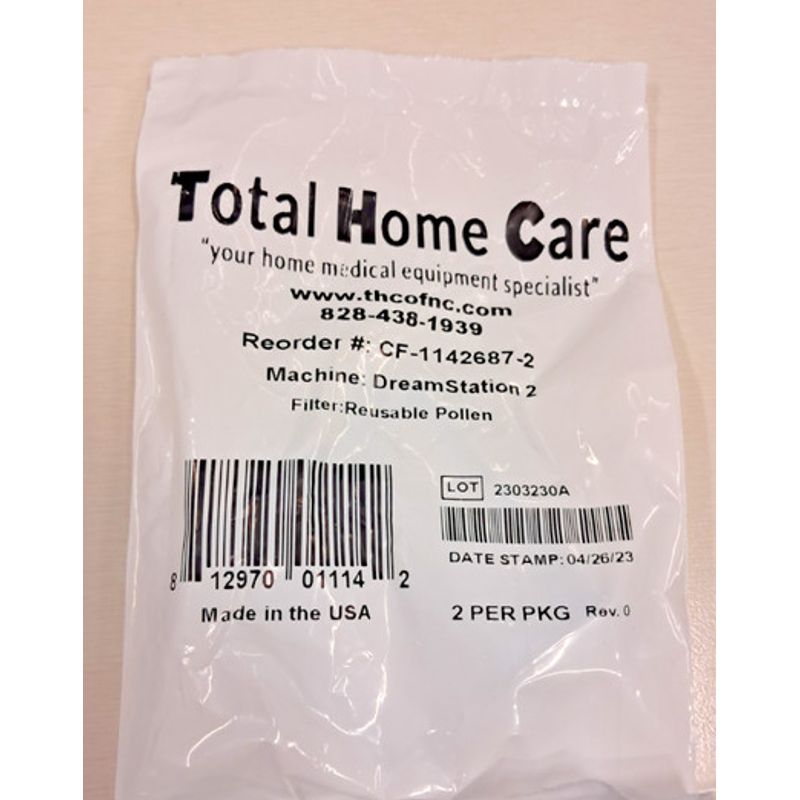 Total Home Care
"your home medical equipment specialist"
www.thcofnc.com
828-438-1939
Reorder #: CF-1142687-2
Machine: DreamStation 2
Filter:Reusable Pollen
LOT 2303230A
DATE STAMP: 04/26/23
8 12970 01114 2
Made in the USA
2 PER PKG Rev. 0